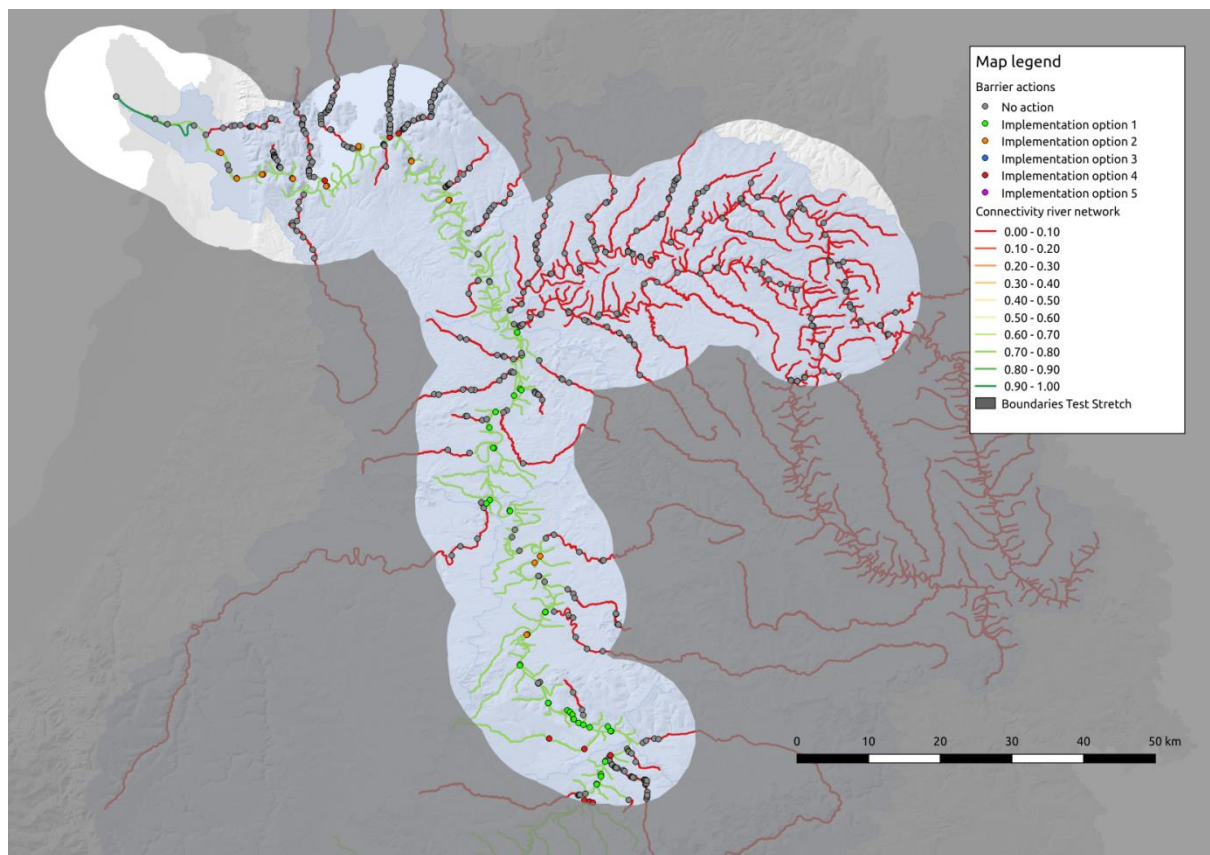 Map legend
Barrier actions
No action
Implementation option 1
Implementation option 2
Implementation option 3
Implementation option 4
Implementation option 5
Connectivity river network
0.00 - 0.10
0.10 - 0.20
0.20 - 0.30
0.30 - 0.40
0.40 - 0.50
0.50 - 0.60
0.60 - 0.70
0.70 - 0.80
0.80 - 0.90
0.90 - 1.00
Boundaries Test Stretch
0 10 20 30 40 50 km